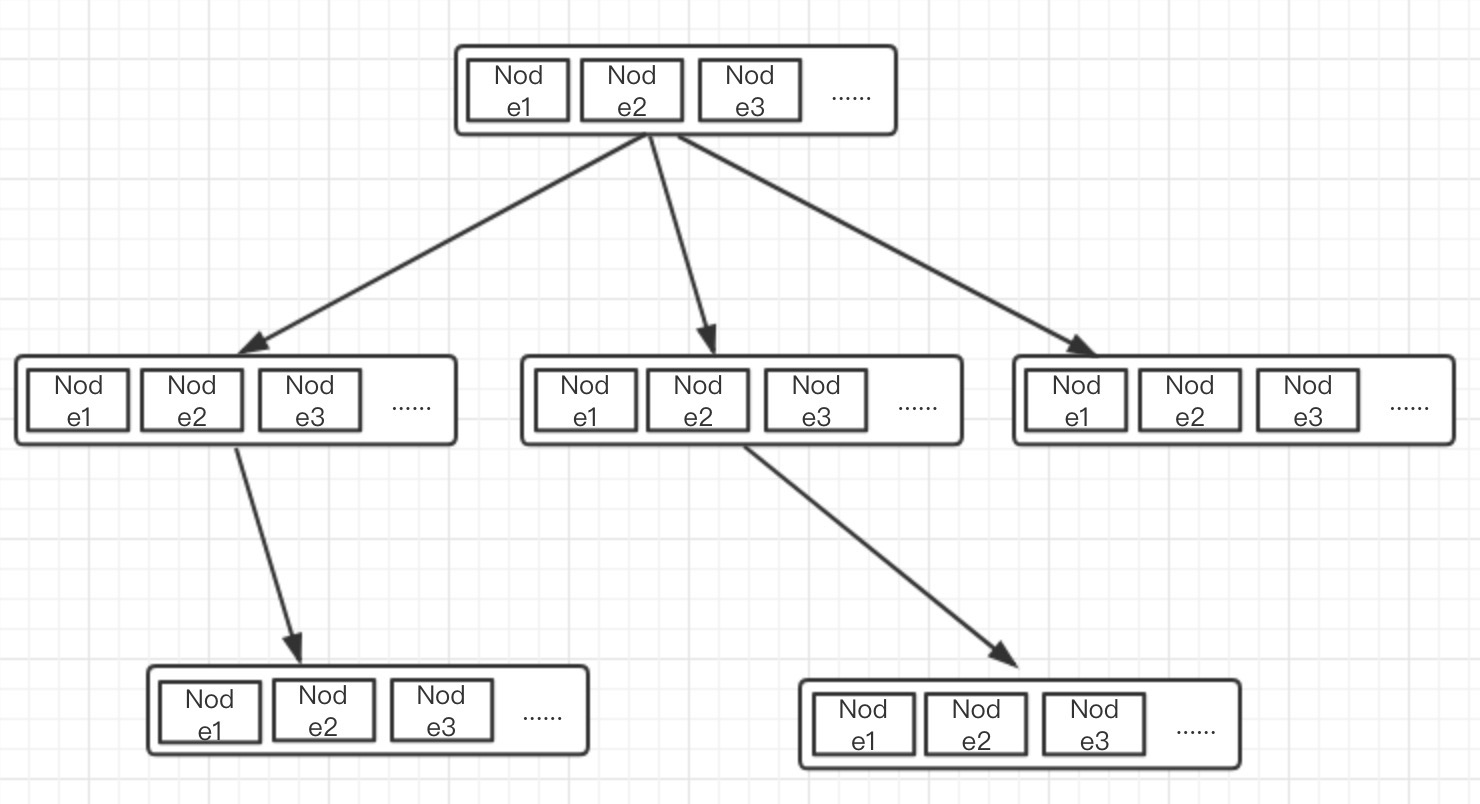 Nod
e1
Nod
e2
Nod
e3
......
Nod
e1
Nod
e2
Nod
e3
......
Nod
e1
Nod
e2
Nod
e3
......
Nod
e1
Nod
e2
Nod
e3
......
Nod
e1
Nod
e2
Nod
e3
......
Nod
e1
Nod
e2
Nod
e3
......